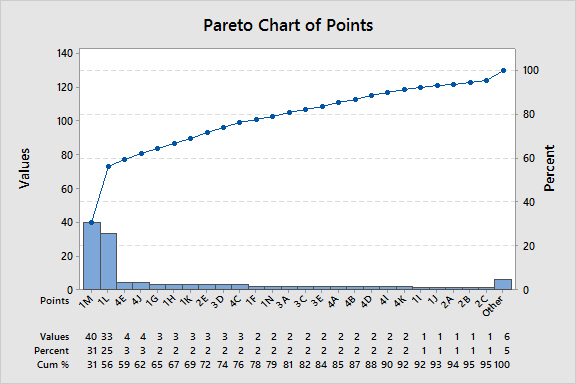 Pareto Chart of Points
140
120
100
80
60
40
20
0
Values
100
80
60
40
20
0
Percent
Points 1M 1L 4E 4J 1G 1H 1K 2E 3D 4C 1F 1N 3A 3C 3E 4A 4B 4D 4I 4K 1I 1J 2A 2B 2C Other
Values 40 33 4 4 3 3 3 3 3 3 2 2 2 2 2 2 2 2 2 2 1 1 1 1 1 6
Percent 31 25 3 3 2 2 2 2 2 2 2 2 2 2 2 2 2 2 2 2 1 1 1 1 1 5
Cum % 31 56 59 62 65 67 69 72 74 76 78 79 81 82 84 85 87 88 90 92 92 93 94 95 95 100